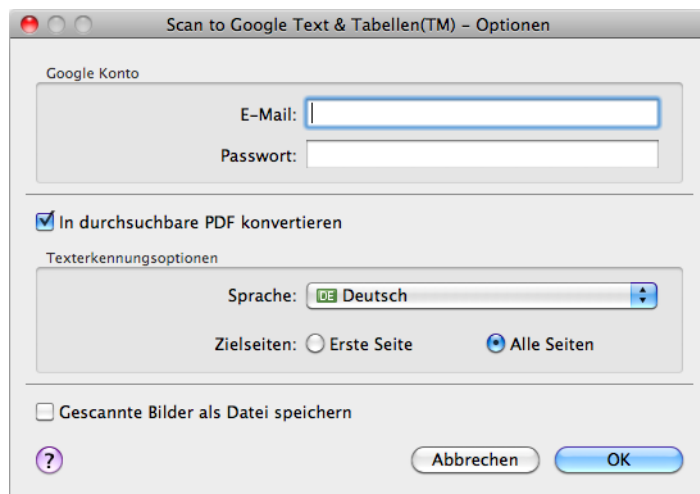 Scan to Google Text & Tabellen(TM) – Optionen
Google Konto
E-Mail:
Passwort:
In durchsuchbare PDF konvertieren
Texterkennungsoptionen
Sprache: DE Deutsch
Zielseiten: Erste Seite Alle Seiten
Gescannte Bilder als Datei speichern
? Abbrechen OK